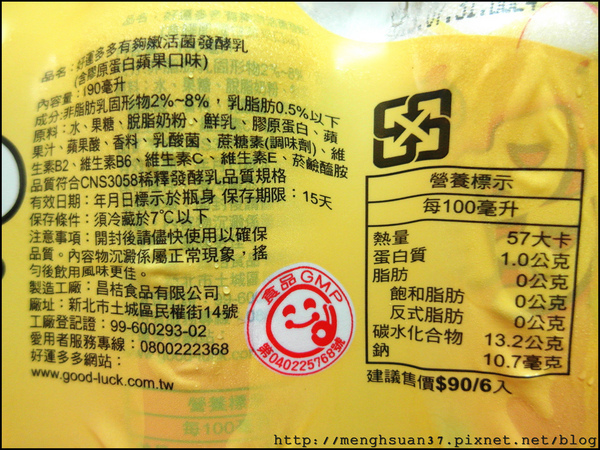 品名：好運多多有夠嫩活菌發酵乳
(含膠原蛋白蘋果口味)
內容量：190毫升
成分:非脂肪乳固形物2%~8%，乳脂肪0.5%以下
原料：水、果糖、脫脂奶粉、鮮乳、膠原蛋白、蘋
果汁、蘋果酸、香料、乳酸菌、蔗糖素(調味劑)、維
生素B2、維生素B6、維生素C、維生素E、菸鹼醯胺
品質符合CNS3058稀釋發酵乳品質規格
有效日期：年月日標示於瓶身 保存期限：15天
保存條件：須冷藏於7℃以下
注意事項：開封後請儘快使用以確保
品質。內容物沉澱係屬正常現象，搖
勻後飲用風味更佳。
製造工廠：昌桔食品有限公司
廠址：新北市土城區民權街14號
工廠登記證：99-600293-02
愛用者服務專線：0800222368
好運多多網站：
www.good-luck.com.tw
食品GMP
第040225768號
營養標示
每100毫升
熱量 57大卡
蛋白質 1.0公克
脂肪 0公克
飽和脂肪 0公克
反式脂肪 0公克
碳水化合物 13.2公克
鈉 10.7毫克
建議售價$90/6入
營養標示
每100毫
http://menghsuan37.pixnet.net/blog